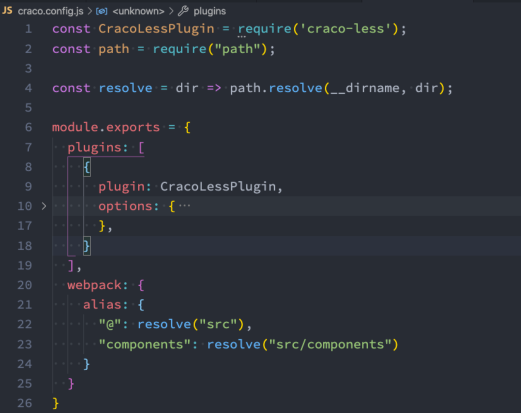 JS craco.config.js > <unknown> > plugins
1 const CracoLessPlugin = require('craco-less');
2 const path = require("path");
3
4 const resolve = dir => path.resolve(__dirname, dir);
5
6 module.exports = {
7 plugins: [
8 {
9 plugin: CracoLessPlugin,
10 > options: { ···
17 },
18 }
19 ],
20 webpack: {
21 alias: {
22 "@": resolve("src"),
23 "components": resolve("src/components")
24 }
25 }
26 }